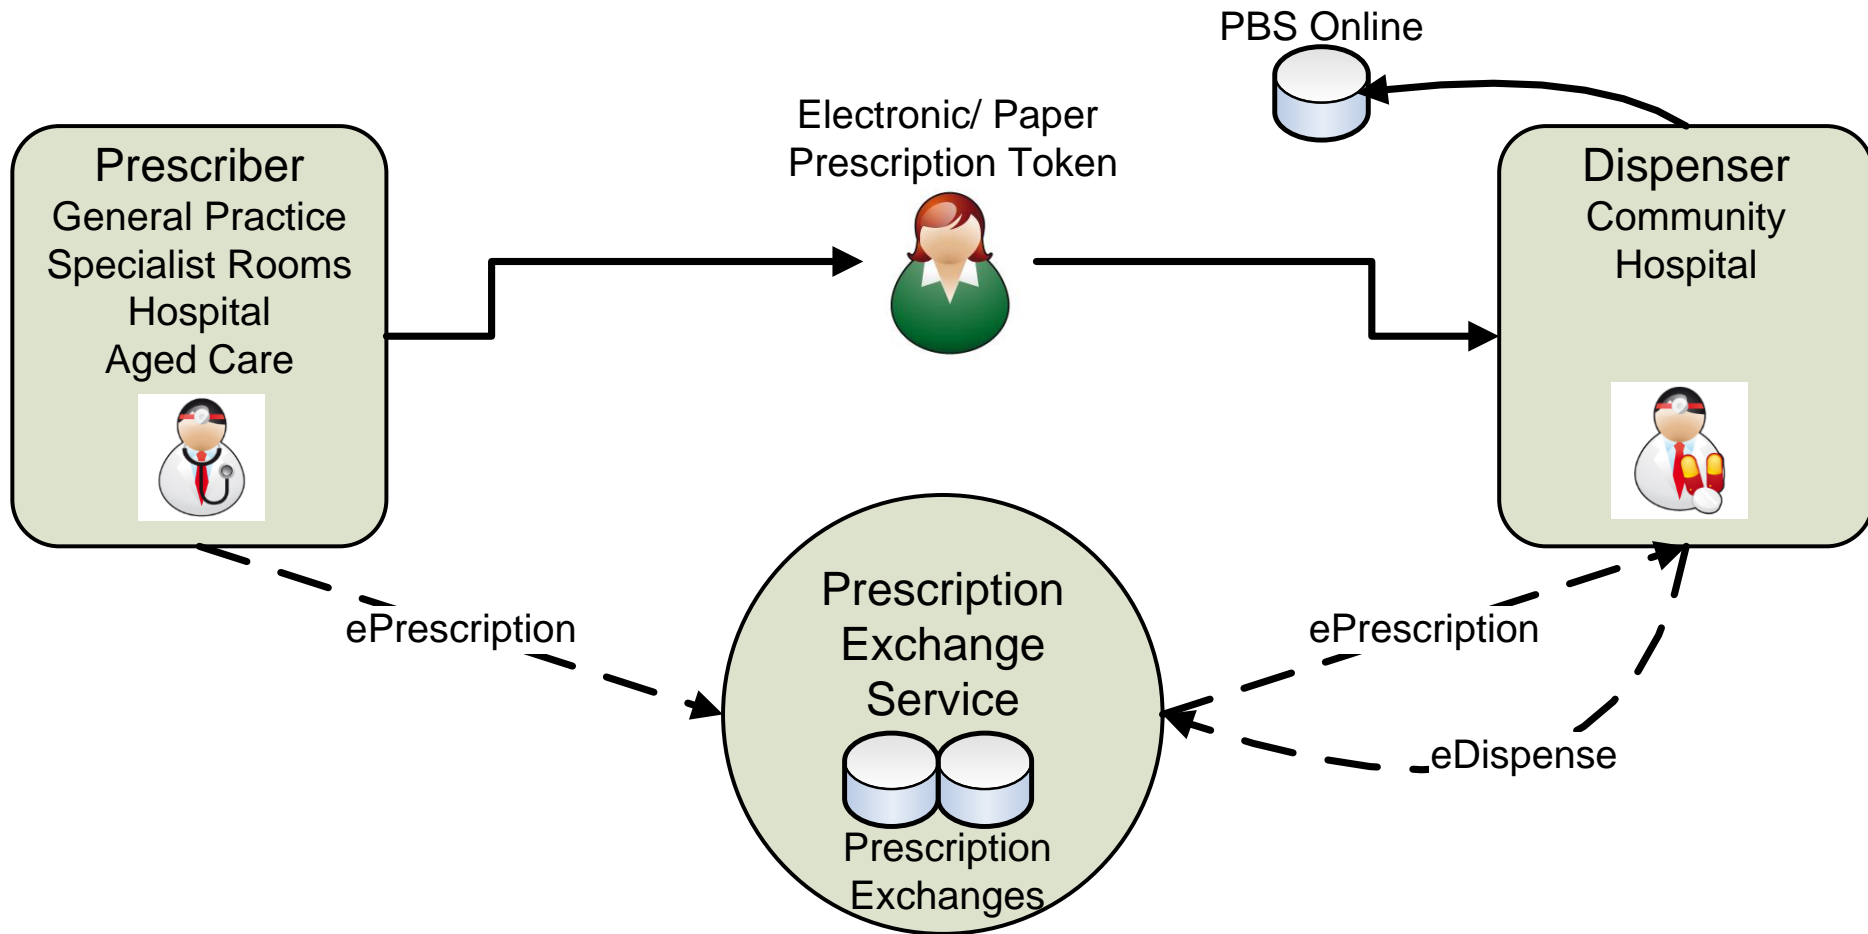 PBS Online
Electronic/ Paper
Prescription Token
Prescriber
General Practice
Specialist Rooms
Hospital
Aged Care
Dispenser
Community
Hospital
ePrescription
Prescription
Exchange
Service
Prescription
Exchanges
ePrescription
eDispense